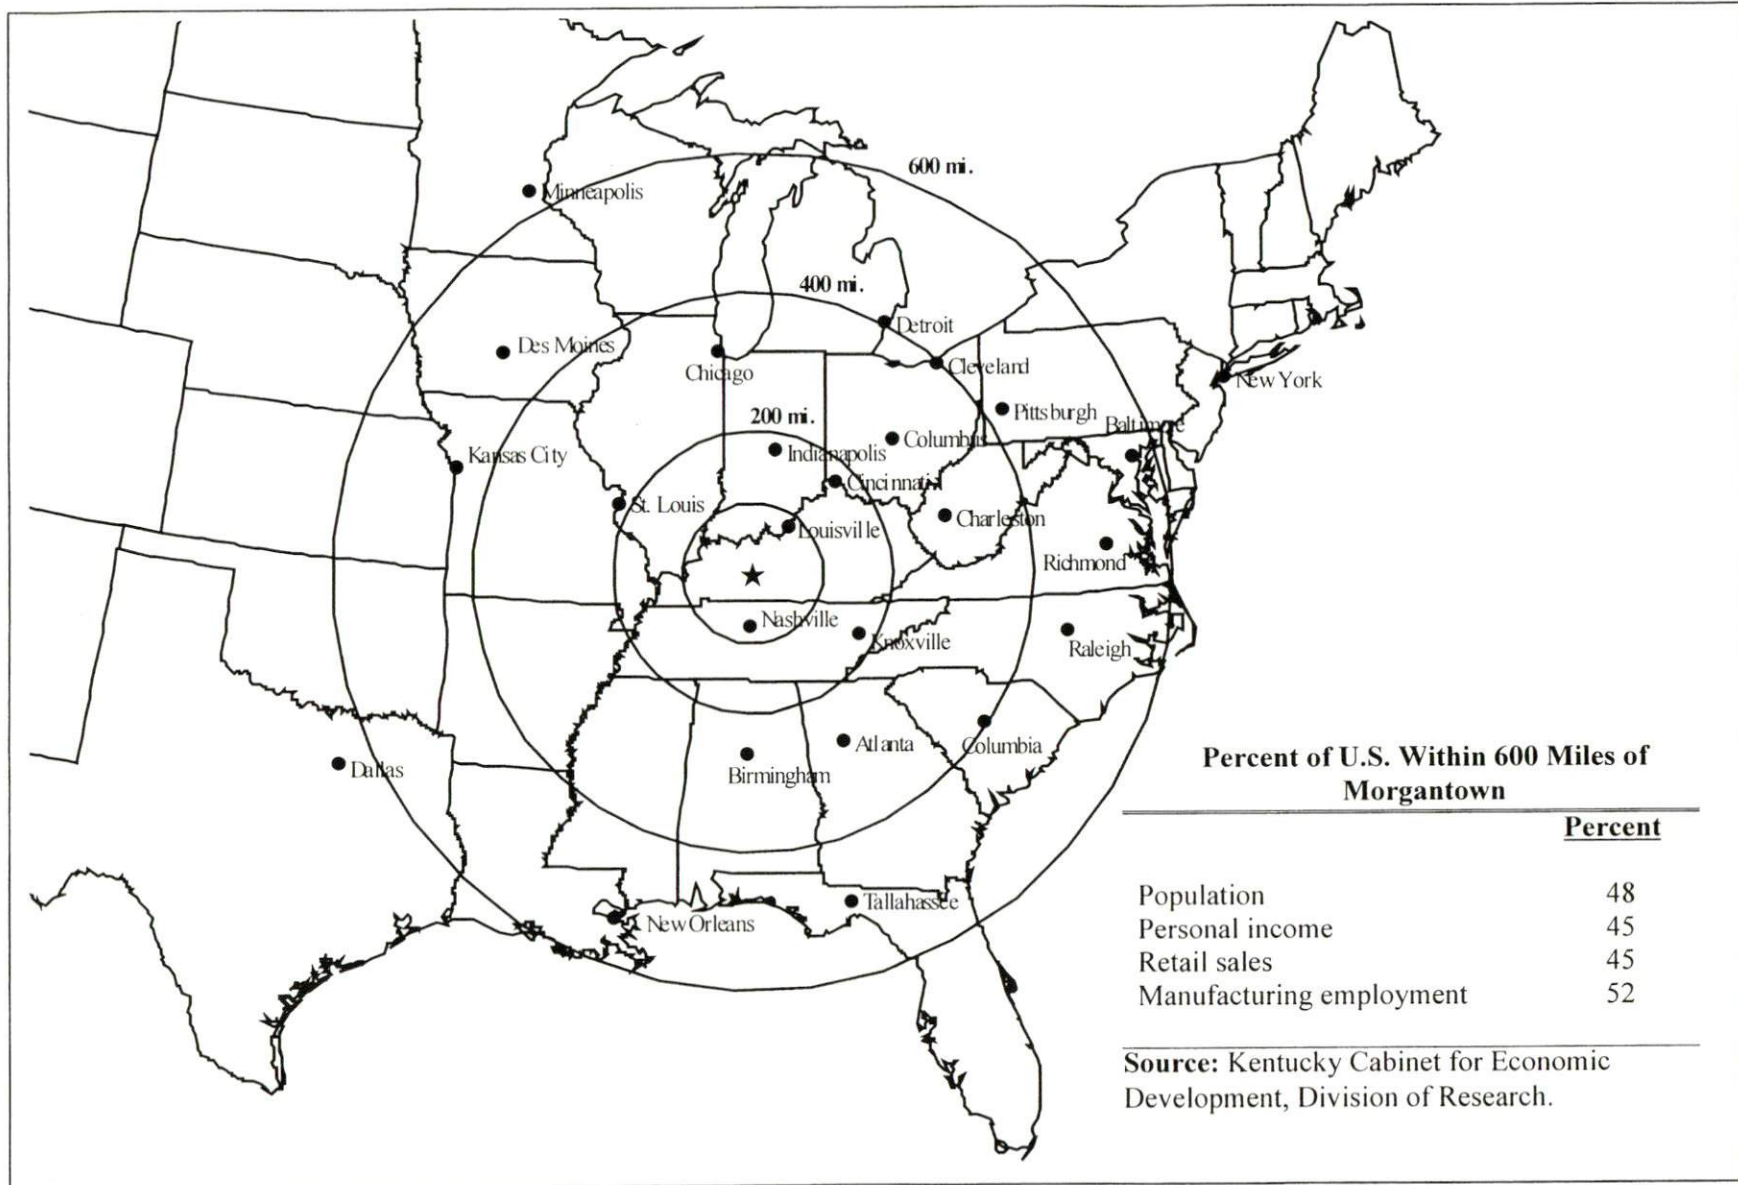 600 mi.
Minneapolis
400 mi.
Detroit
Des Moines
Chicago
Cleveland
New York
200 mi.
Pittsburgh
Baltimore
Columbus
Indianapolis
Kansas City
Cincinnati
St. Louis
Charleston
Louisville
Richmond
Nashville
Knoxville
Raleigh
Atlanta
Columbia
Birmingham
Dallas
Tallahassee
New Orleans
Percent of U.S. Within 600 Miles of
Morgantown
Percent
Population 48
Personal income 45
Retail sales 45
Manufacturing employment 52
Source: Kentucky Cabinet for Economic
Development, Division of Research.